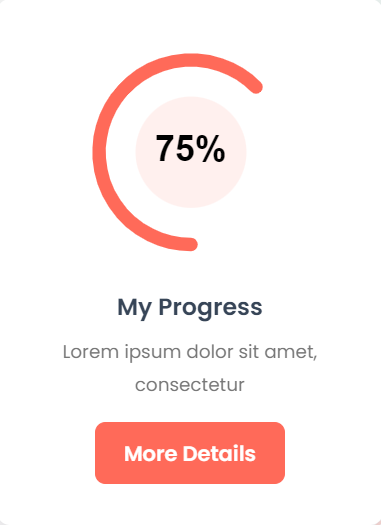 75%
My Progress
Lorem ipsum dolor sit amet,
consectetur
More Details